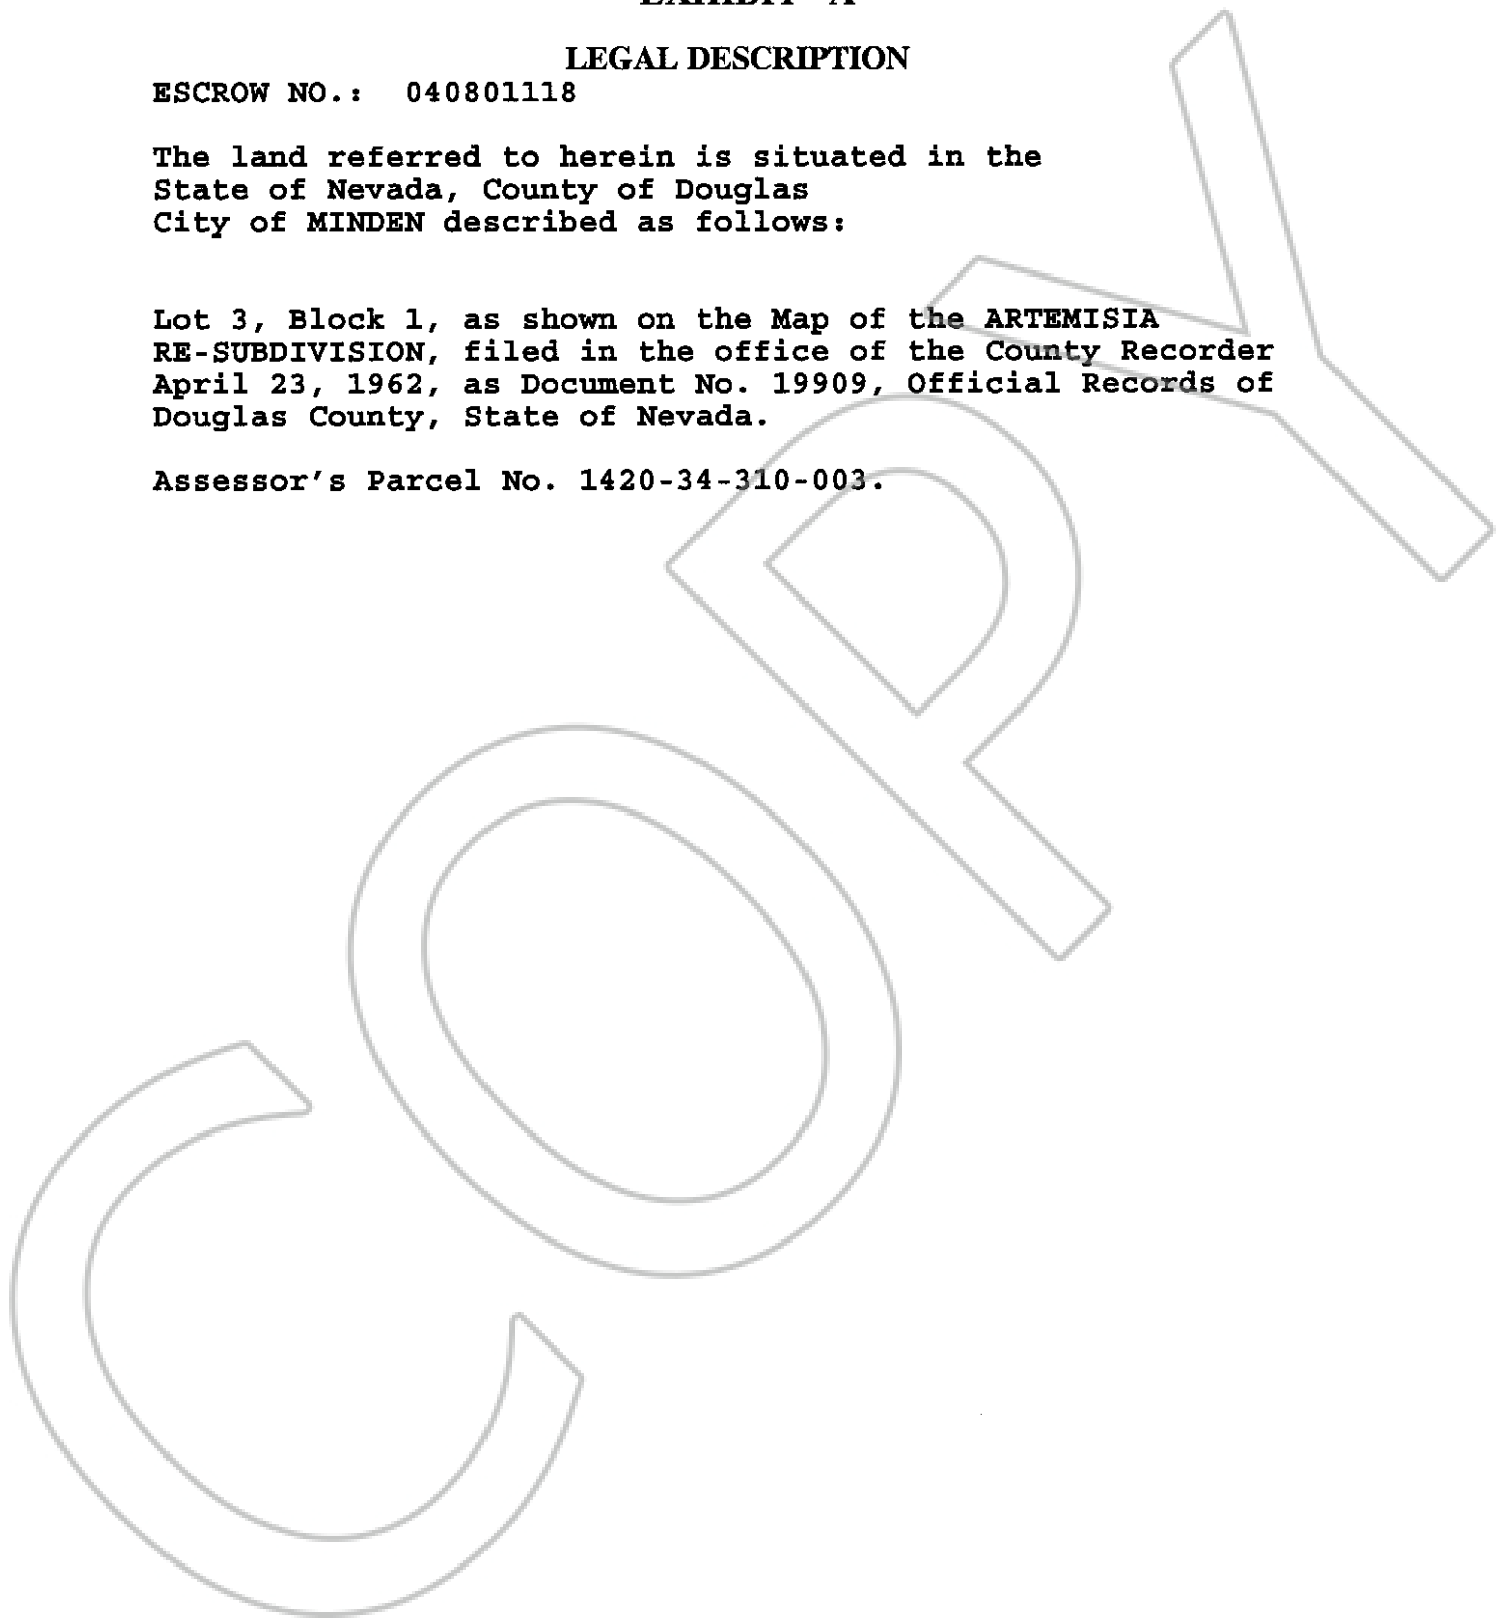 EXHIBIT "A"
LEGAL DESCRIPTION
ESCROW NO.: 040801118
The land referred to herein is situated in the
State of Nevada, County of Douglas
City of MINDEN described as follows:
Lot 3, Block 1, as shown on the Map of the ARTEMISIA
RE-SUBDIVISION, filed in the office of the County Recorder
April 23, 1962, as Document No. 19909, Official Records of
Douglas County, State of Nevada.
Assessor's Parcel No. 1420-34-310-003.
COPY